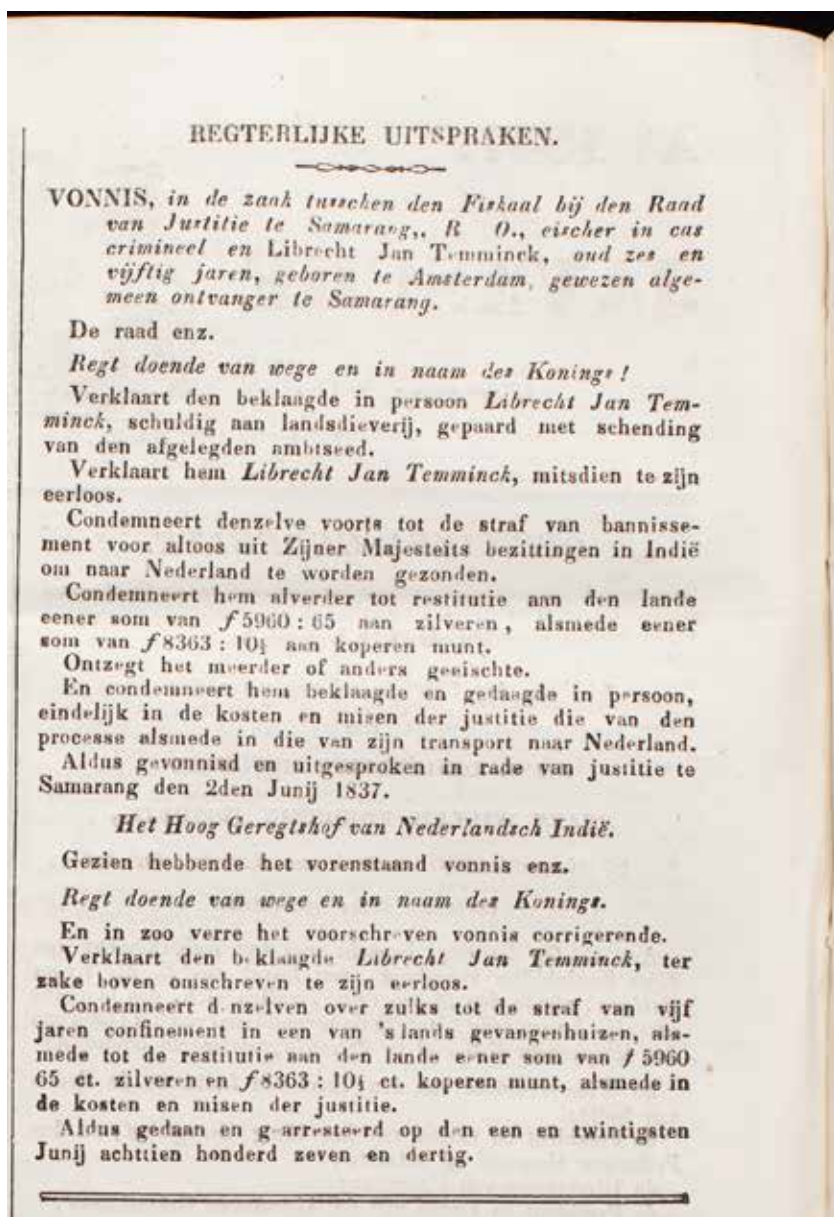 REGTERLIJKE UITSPRAKEN.
VONNIS, in de zaak tusschen den Fiskaal bij den Raad
van Justitie te Samarang,. R O., eischer in cas
crimineel en Librecht Jan Temminck, oud zes en
vijftig jaren, geboren te Amsterdam, gewezen alge-
meen ontvanger te Samarang.
De raad enz.
Regt doende van wege en in naam des Konings!
Verklaart den beklaagde in persoon Librecht Jan Tem-
minck, schuldig aan landsdieverij, gepaard met schending
van den afgelegden ambtseed.
Verklaart hem Librecht Jan Temminck, mitsdien te zijn
eerloos.
Condemneert denzelve voorts tot de straf van bannisse-
ment voor altoos uit Zijner Majesteits bezittingen in Indië
om naar Nederland te worden gezonden.
Condemneert hem alverder tot restitutie aan den lande
eener som van ƒ5960 : 65 aan zilveren, alsmede eener
som van ƒ8363 : 10½ aan koperen munt.
Ontzegt het meerder of anders geeischte.
En condemneert hem beklaagde en gedaagde in persoon,
eindelijk in de kosten en misen der justitie die van den
processe alsmede in die van zijn transport naar Nederland.
Aldus gevonnisd en uitgesproken in rade van justitie te
Samarang den 2den Junij 1837.
Het Hoog Geregtshof van Nederlandsch Indië.
Gezien hebbende het vorenstaand vonnis enz.
Regt doende van wege en in naam des Konings.
En in zoo verre het voorschreven vonnis corrigerende.
Verklaart den beklaagde Librecht Jan Temminck, ter
zake boven omschreven te zijn eerloos.
Condemneert denzelven over zulks tot de straf van vijf
jaren confinement in een van 's lands gevangenhuizen, als-
mede tot de restitutie aan den lande eener som van ƒ 5960
65 ct. zilveren en ƒ8363 : 10½ ct. koperen munt, alsmede in
de kosten en misen der justitie.
Aldus gedaan en gearresteerd op den een en twintigsten
Junij achttien honderd zeven en dertig.